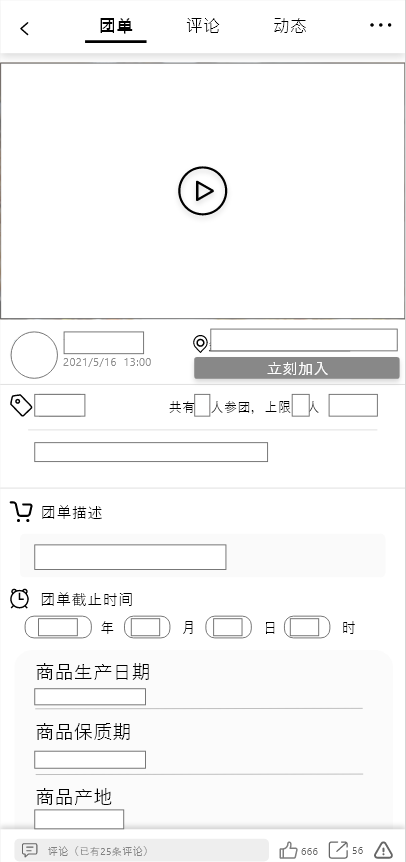 团单 评论 动态
2021/5/16 13:00
立刻加入
共有 人参团，上限 人
团单描述
团单截止时间
年 月 日 时
商品生产日期
商品保质期
商品产地
评论（已有25条评论） 666 56